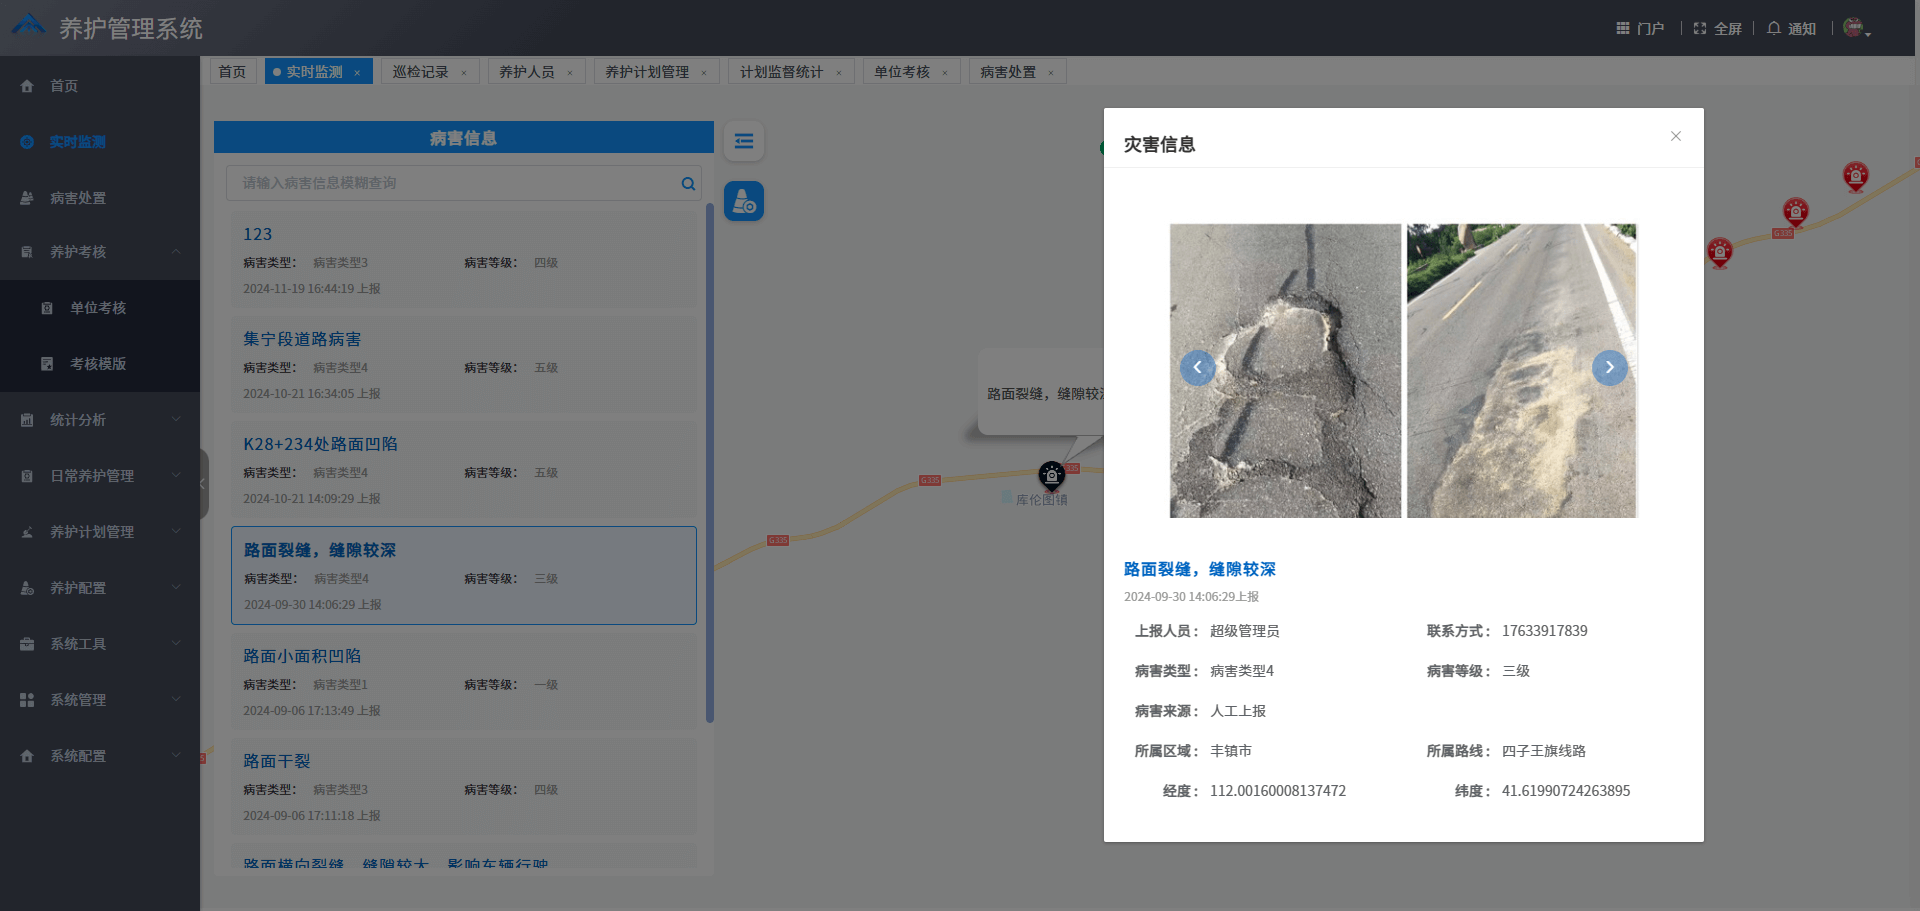 养护管理系统
门户
全屏
通知
首页
实时监测
病害处置
养护考核
单位考核
考核模版
统计分析
日常养护管理
养护计划管理
养护配置
系统工具
系统管理
系统配置
首页
实时监测 ×
巡检记录 ×
养护人员 ×
养护计划管理 ×
计划监督统计 ×
单位考核 ×
病害处置 ×
病害信息
请输入病害信息模糊查询
123
病害类型： 病害类型3 病害等级： 四级
2024-11-19 16:44:19 上报
集宁段道路病害
病害类型： 病害类型4 病害等级： 五级
2024-10-21 16:34:05 上报
K28+234处路面凹陷
病害类型： 病害类型4 病害等级： 五级
2024-10-21 14:09:29 上报
路面裂缝，缝隙较深
病害类型： 病害类型4 病害等级： 三级
2024-09-30 14:06:29 上报
路面小面积凹陷
病害类型： 病害类型1 病害等级： 一级
2024-09-06 17:13:49 上报
路面干裂
病害类型： 病害类型3 病害等级： 四级
2024-09-06 17:11:18 上报
路面横向裂缝，缝隙较大，影响车辆行驶
路面裂缝，缝隙较深
G335
335
库伦图镇
G335
G335
灾害信息
路面裂缝，缝隙较深
2024-09-30 14:06:29上报
上报人员： 超级管理员 联系方式： 17633917839
病害类型： 病害类型4 病害等级： 三级
病害来源： 人工上报
所属区域： 丰镇市 所属路线： 四子王旗线路
经度： 112.00160008137472 纬度： 41.61990724263895